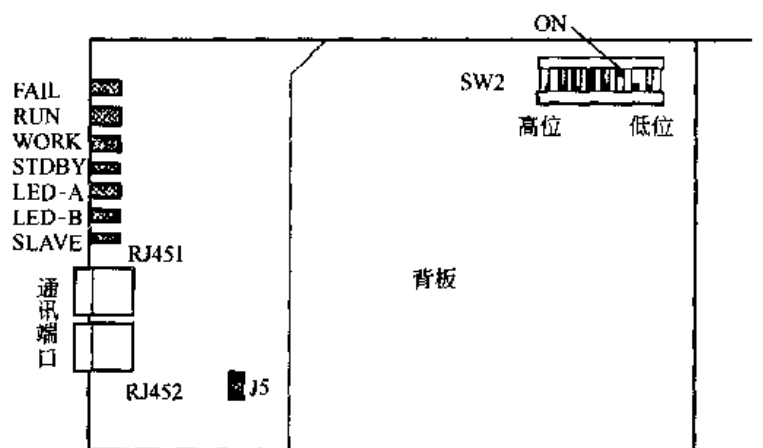 ON
SW2
高位 低位
FAIL
RUN
WORK
STDBY
LED-A
LED-B
SLAVE
RJ451
通讯端口
背板
RJ452
J5